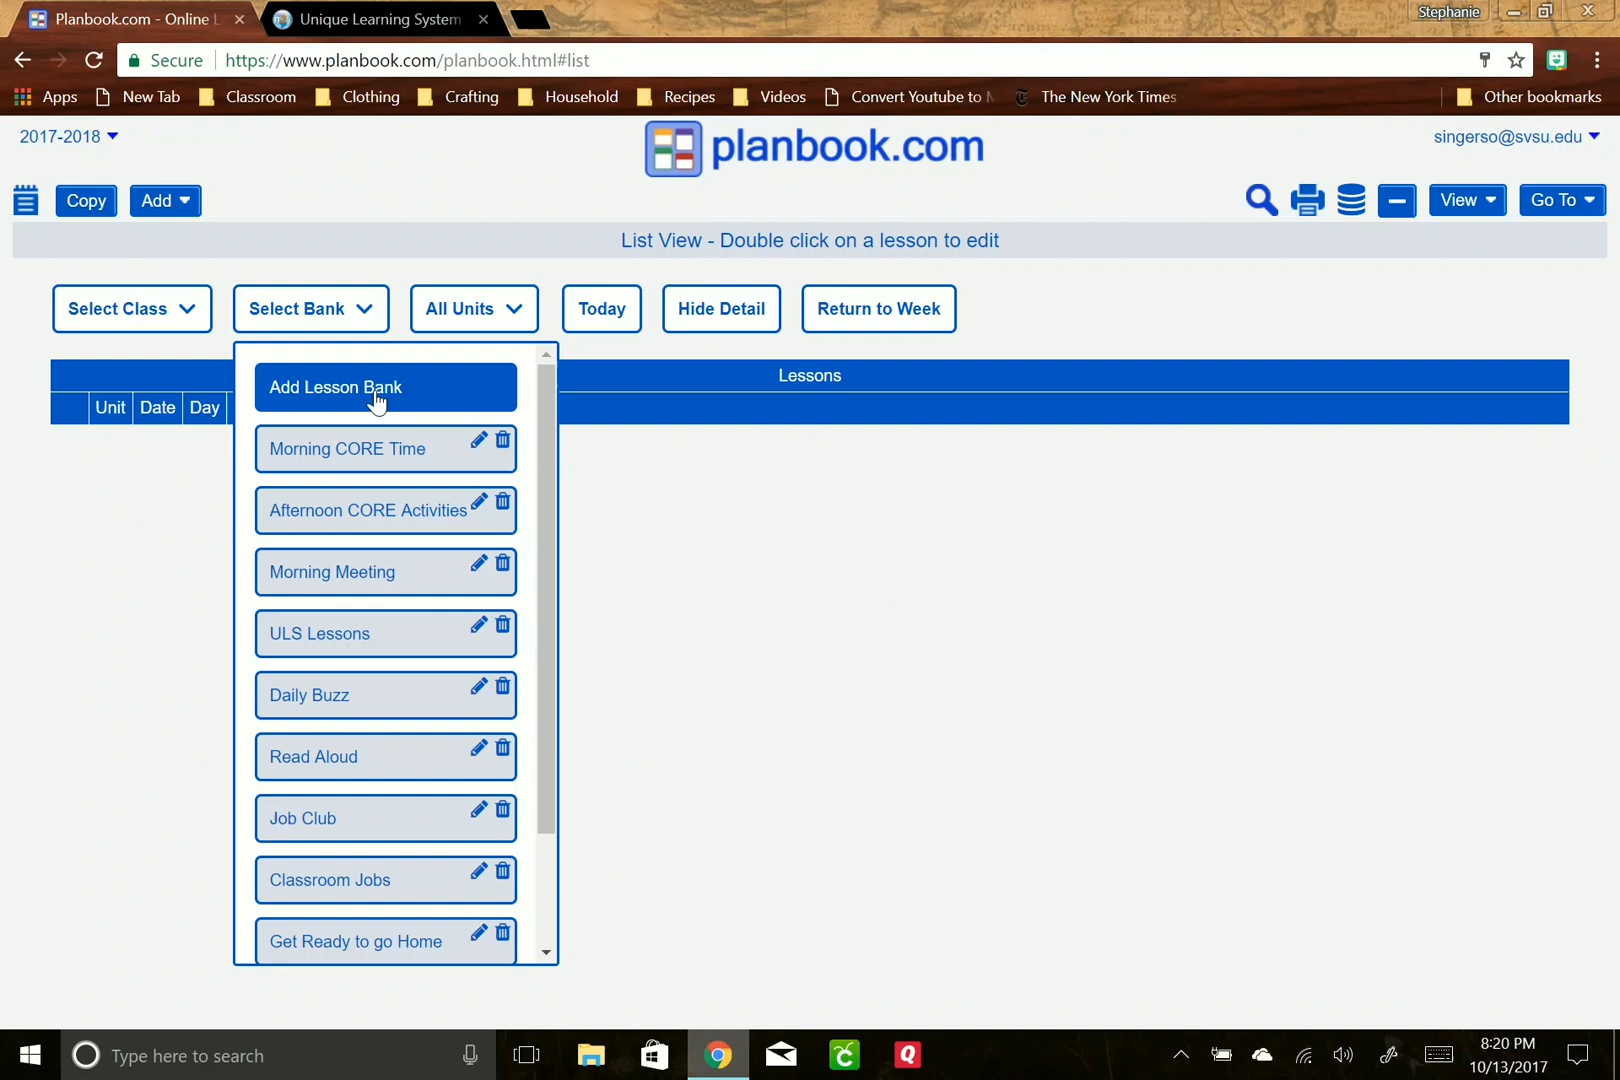 Planbook.com - Online L
Unique Learning System
Stephanie
Secure
https://www.planbook.com/planbook.html#list
Apps
New Tab
Classroom
Clothing
Crafting
Household
Recipes
Videos
Convert Youtube to
The New York Times
Other bookmarks
2017-2018
planbook.com
singerso@svsu.edu
Copy
Add
View
Go To
List View - Double click on a lesson to edit
Select Class
Select Bank
All Units
Today
Hide Detail
Return to Week
Lessons
Unit
Date
Day
Add Lesson Bank
Morning CORE Time
Afternoon CORE Activities
Morning Meeting
ULS Lessons
Daily Buzz
Read Aloud
Job Club
Classroom Jobs
Get Ready to go Home
Type here to search
8:20 PM
10/13/2017